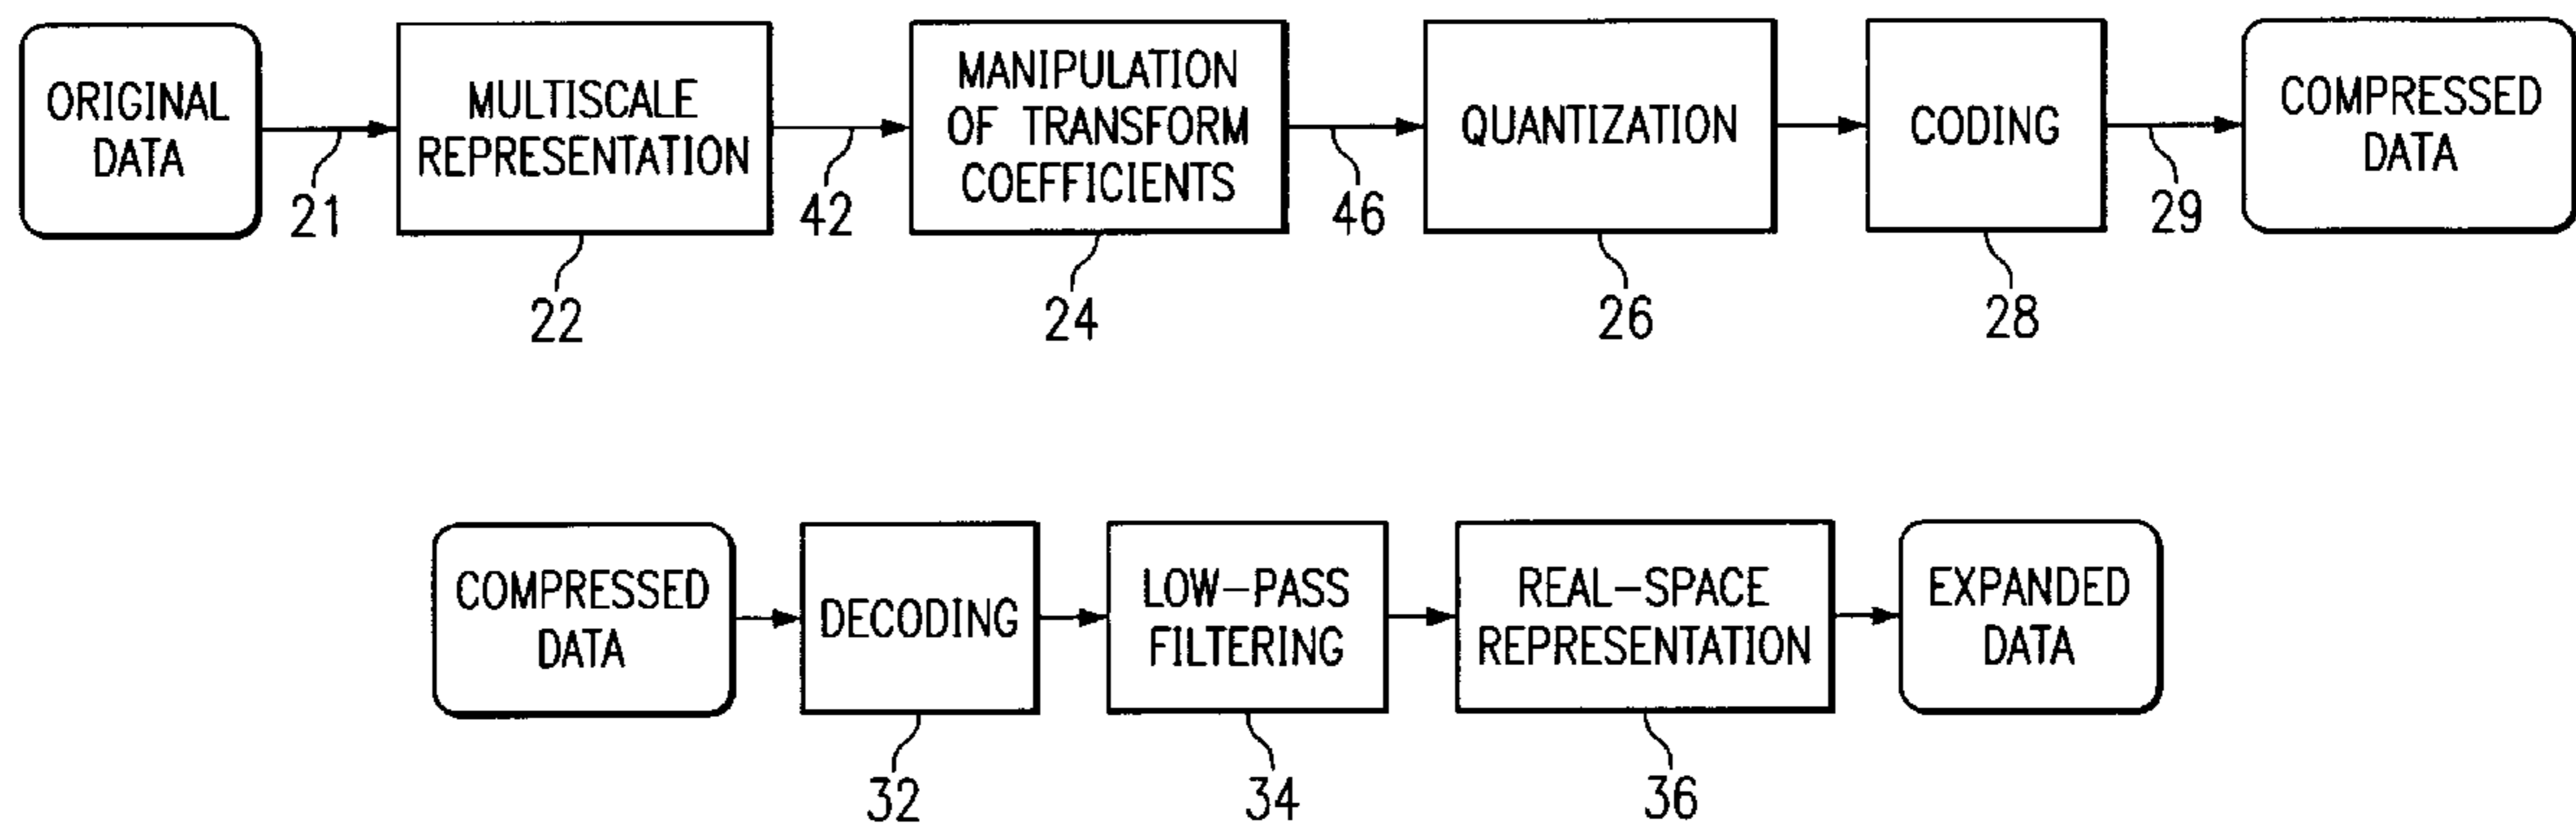 ORIGINAL
DATA
MULTISCALE
REPRESENTATION
MANIPULATION
OF TRANSFORM
COEFFICIENTS
QUANTIZATION
CODING
COMPRESSED
DATA
21
42
46
29
22
24
26
28
COMPRESSED
DATA
DECODING
LOW-PASS
FILTERING
REAL-SPACE
REPRESENTATION
EXPANDED
DATA
32
34
36